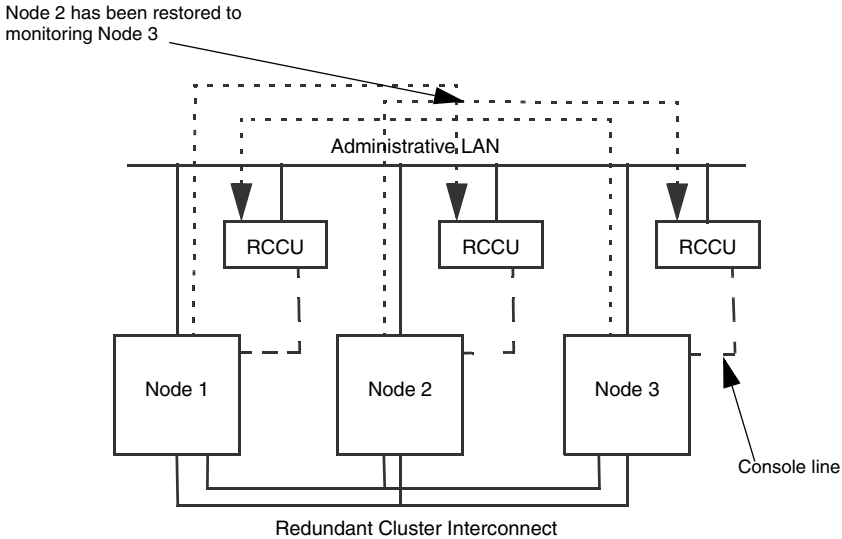 Node 2 has been restored to
monitoring Node 3
Administrative LAN
RCCU
RCCU
RCCU
Node 1
Node 2
Node 3
Console line
Redundant Cluster Interconnect